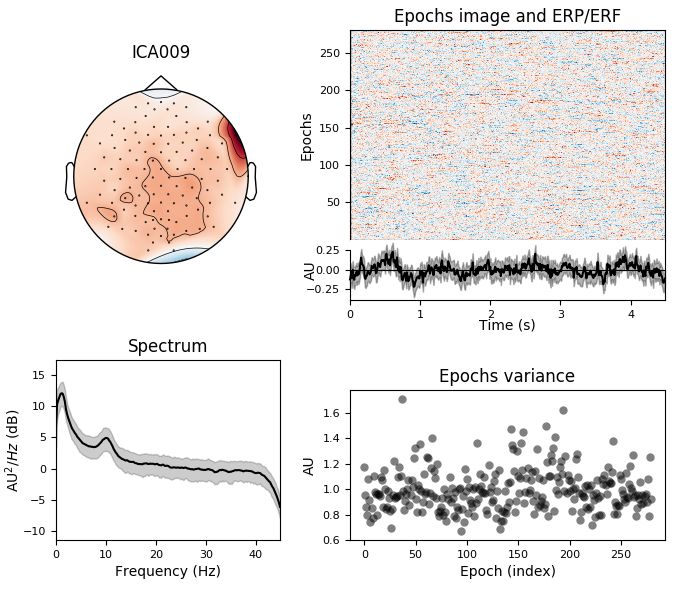 ICA009
Epochs image and ERP/ERF
Epochs
250
200
150
100
50
AU
0.25
0.00
−0.25
0 1 2 3 4
Time (s)
Spectrum
AU²/Hz (dB)
15
10
5
0
−5
−10
0 10 20 30 40
Frequency (Hz)
Epochs variance
AU
1.6
1.4
1.2
1.0
0.8
0.6
0 50 100 150 200 250
Epoch (index)